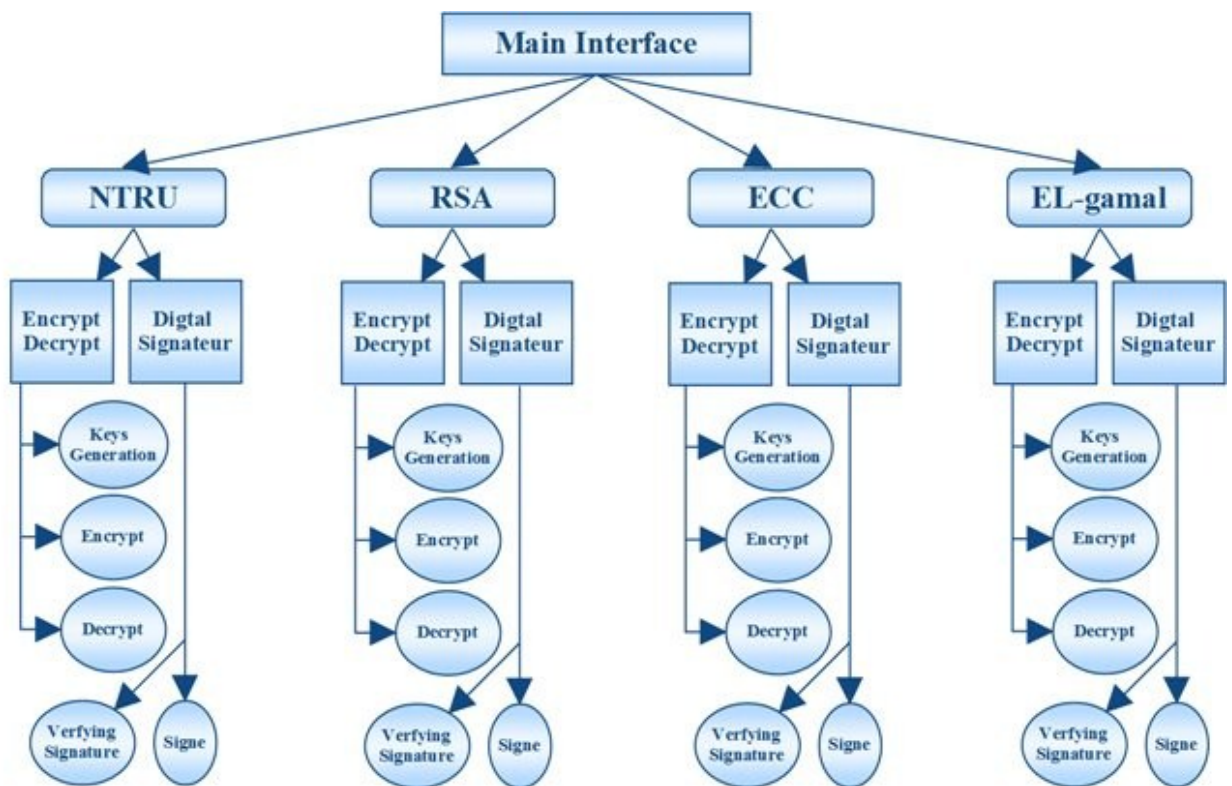 Main Interface
NTRU
RSA
ECC
EL-gamal
Encrypt
Decrypt
Digtal
Signateur
Encrypt
Decrypt
Digtal
Signateur
Encrypt
Decrypt
Digtal
Signateur
Encrypt
Decrypt
Digtal
Signateur
Keys
Generation
Keys
Generation
Keys
Generation
Keys
Generation
Encrypt
Encrypt
Encrypt
Encrypt
Decrypt
Decrypt
Decrypt
Decrypt
Verfying
Signature
Signe
Verfying
Signature
Signe
Verfying
Signature
Signe
Verfying
Signature
Signe